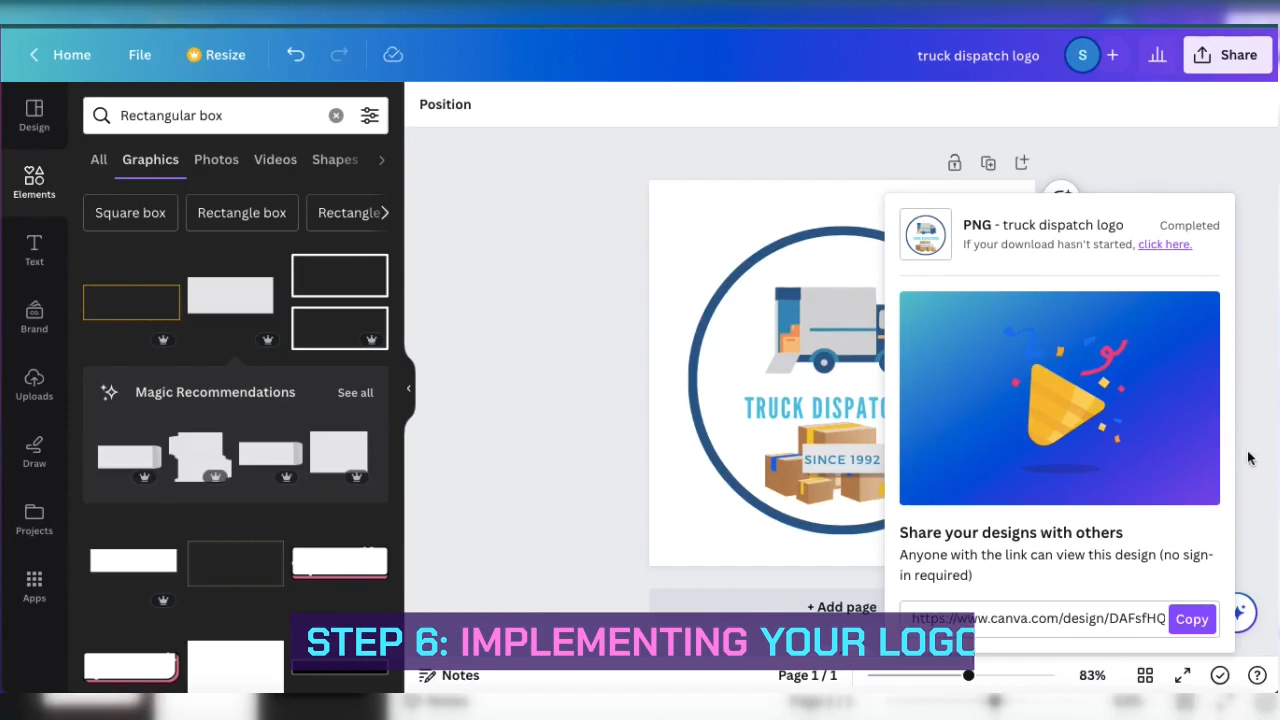 Home
File
Resize
truck dispatch logo
S
Share
Design
Elements
Text
Brand
Uploads
Draw
Projects
Apps
Rectangular box
All
Graphics
Photos
Videos
Shapes
Square box
Rectangle box
Rectangle
Magic Recommendations
See all
Position
TRUCK DISPATC
SINCE 1992
PNG - truck dispatch logo
Completed
If your download hasn't started, click here.
Share your designs with others
Anyone with the link can view this design (no sign-
in required)
https://www.canva.com/design/DAFsfHQ
Copy
+ Add page
STEP 6: IMPLEMENTING YOUR LOGO
Notes
Page 1 / 1
83%